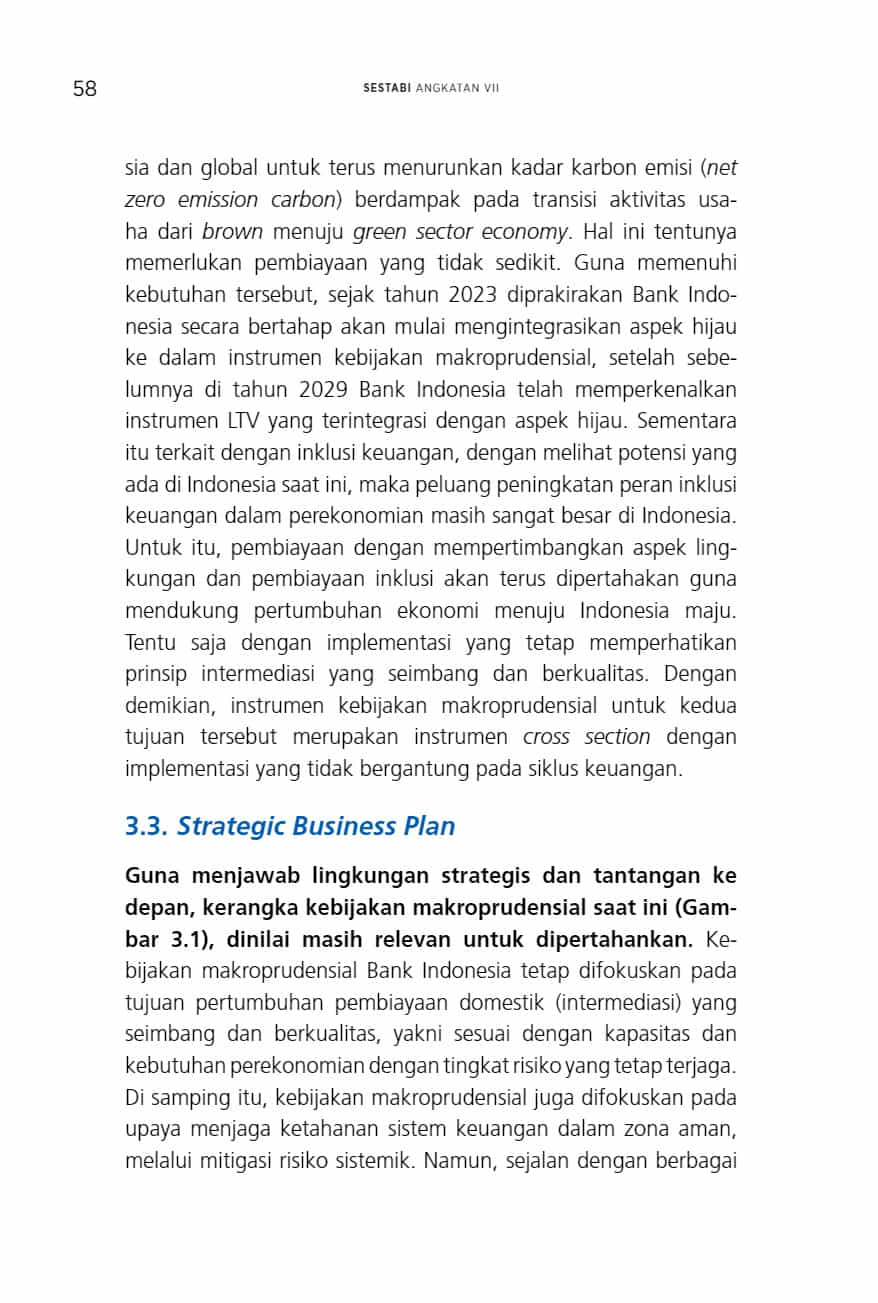 58
SESTABI ANGKATAN VII
sia dan global untuk terus menurunkan kadar karbon emisi (net
zero emission carbon) berdampak pada transisi aktivitas usa-
ha dari brown menuju green sector economy. Hal ini tentunya
memerlukan pembiayaan yang tidak sedikit. Guna memenuhi
kebutuhan tersebut, sejak tahun 2023 diprakirakan Bank Indo-
nesia secara bertahap akan mulai mengintegrasikan aspek hijau
ke dalam instrumen kebijakan makroprudensial, setelah sebe-
lumnya di tahun 2029 Bank Indonesia telah memperkenalkan
instrumen LTV yang terintegrasi dengan aspek hijau. Sementara
itu terkait dengan inklusi keuangan, dengan melihat potensi yang
ada di Indonesia saat ini, maka peluang peningkatan peran inklusi
keuangan dalam perekonomian masih sangat besar di Indonesia.
Untuk itu, pembiayaan dengan mempertimbangkan aspek ling-
kungan dan pembiayaan inklusi akan terus dipertahakan guna
mendukung pertumbuhan ekonomi menuju Indonesia maju.
Tentu saja dengan implementasi yang tetap memperhatikan
prinsip intermediasi yang seimbang dan berkualitas. Dengan
demikian, instrumen kebijakan makroprudensial untuk kedua
tujuan tersebut merupakan instrumen cross section dengan
implementasi yang tidak bergantung pada siklus keuangan.
3.3. Strategic Business Plan
Guna menjawab lingkungan strategis dan tantangan ke
depan, kerangka kebijakan makroprudensial saat ini (Gam-
bar 3.1), dinilai masih relevan untuk dipertahankan. Ke-
bijakan makroprudensial Bank Indonesia tetap difokuskan pada
tujuan pertumbuhan pembiayaan domestik (intermediasi) yang
seimbang dan berkualitas, yakni sesuai dengan kapasitas dan
kebutuhan perekonomian dengan tingkat risiko yang tetap terjaga.
Di samping itu, kebijakan makroprudensial juga difokuskan pada
upaya menjaga ketahanan sistem keuangan dalam zona aman,
melalui mitigasi risiko sistemik. Namun, sejalan dengan berbagai